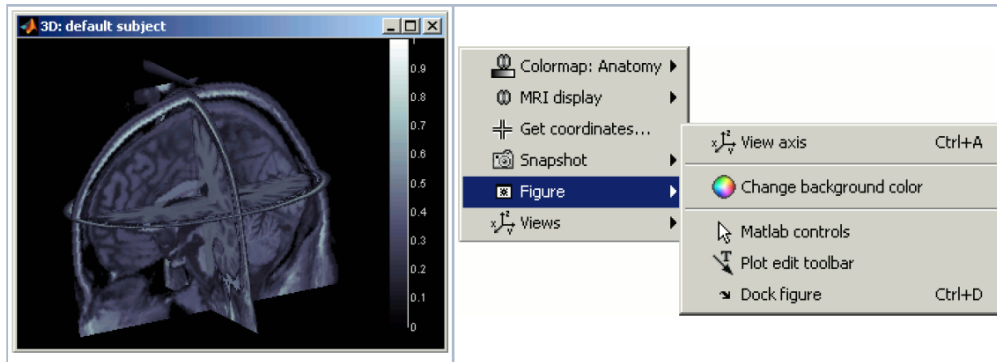 3D: default subject
1
0.9
0.8
0.7
0.6
0.5
0.4
0.3
0.2
0.1
0
Colormap: Anatomy
MRI display
Get coordinates...
Snapshot
Figure
Views
View axis Ctrl+A
Change background color
Matlab controls
Plot edit toolbar
Dock figure Ctrl+D